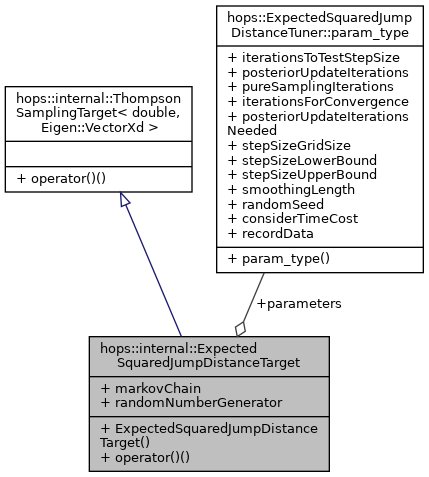 hops::ExpectedSquaredJump
DistanceTuner::param_type
+ iterationsToTestStepSize
+ posteriorUpdateIterations
+ pureSamplingIterations
+ iterationsForConvergence
+ posteriorUpdateIterations
Needed
+ stepSizeGridSize
+ stepSizeLowerBound
+ stepSizeUpperBound
+ smoothingLength
+ randomSeed
+ considerTimeCost
+ recordData
+ param_type()
hops::internal::Thompson
SamplingTarget< double,
Eigen::VectorXd >
+ operator()()
+parameters
hops::internal::Expected
SquaredJumpDistanceTarget
+ markovChain
+ randomNumberGenerator
+ ExpectedSquaredJumpDistance
Target()
+ operator()()